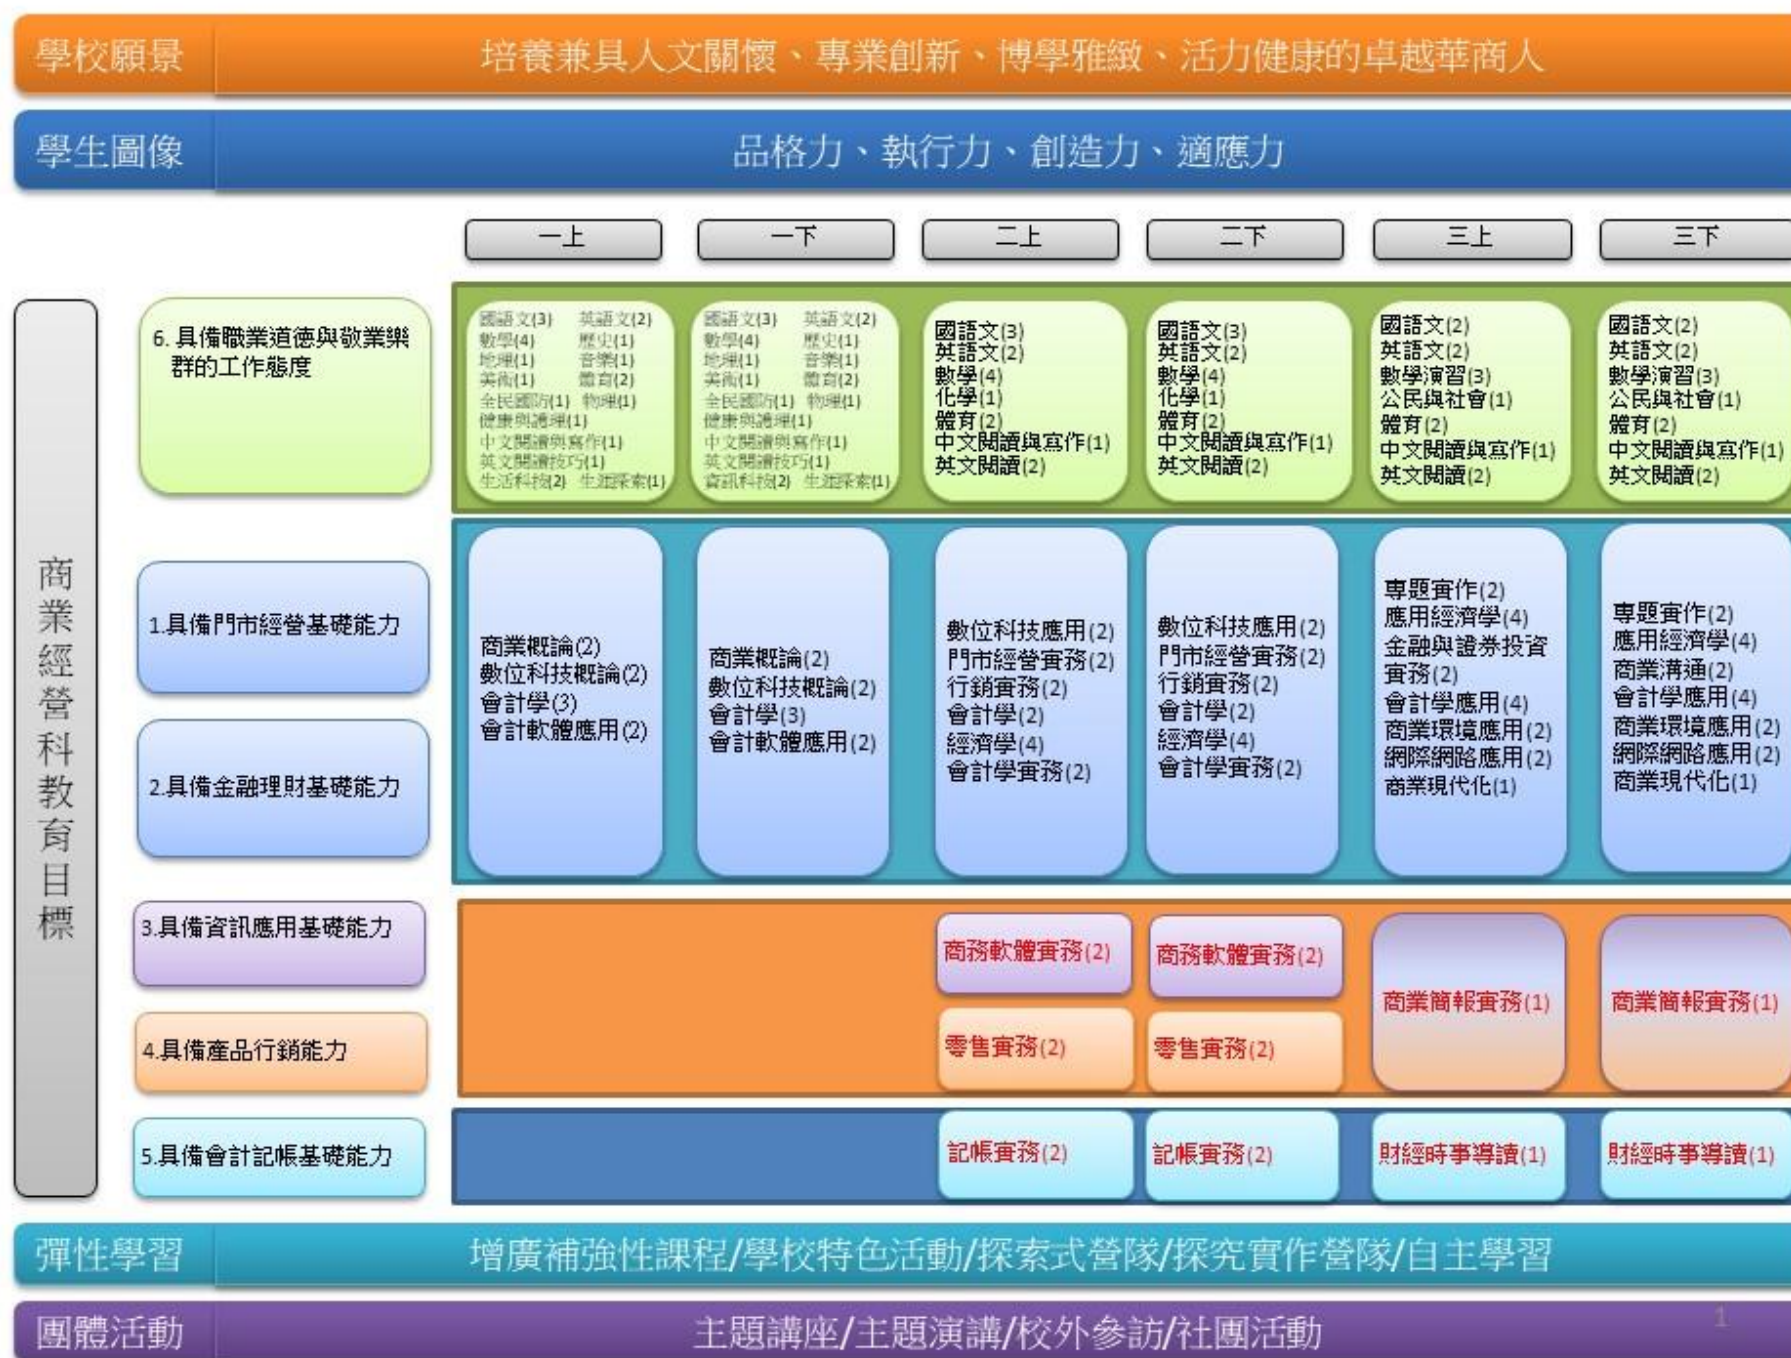 學校願景
培養兼具人文關懷、專業創新、博學雅緻、活力健康的卓越華商人
學生圖像
品格力、執行力、創造力、適應力
一上
一下
二上
二下
三上
三下
商業經營科教育目標
6. 具備職業道德與敬業樂
群的工作態度
國語文(3) 英語文(2)
數學(4) 歷史(1)
地理(1) 音樂(1)
美術(1) 體育(2)
全民國防(1) 物理(1)
健康與護理(1)
中文閱讀與寫作(1)
英文閱讀技巧(1)
生活科技(2) 生涯探索(1)
國語文(3) 英語文(2)
數學(4) 歷史(1)
地理(1) 音樂(1)
美術(1) 體育(2)
全民國防(1) 物理(1)
健康與護理(1)
中文閱讀與寫作(1)
英文閱讀技巧(1)
資訊科技(2) 生涯探索(1)
國語文(3)
英語文(2)
數學(4)
化學(1)
體育(2)
中文閱讀與寫作(1)
英文閱讀(2)
國語文(3)
英語文(2)
數學(4)
化學(1)
體育(2)
中文閱讀與寫作(1)
英文閱讀(2)
國語文(2)
英語文(2)
數學演習(3)
公民與社會(1)
體育(2)
中文閱讀與寫作(1)
英文閱讀(2)
國語文(2)
英語文(2)
數學演習(3)
公民與社會(1)
體育(2)
中文閱讀與寫作(1)
英文閱讀(2)
1.具備門市經營基礎能力
2.具備金融理財基礎能力
商業概論(2)
數位科技概論(2)
會計學(3)
會計軟體應用(2)
商業概論(2)
數位科技概論(2)
會計學(3)
會計軟體應用(2)
數位科技應用(2)
門市經營實務(2)
行銷實務(2)
會計學(2)
經濟學(4)
會計學實務(2)
數位科技應用(2)
門市經營實務(2)
行銷實務(2)
會計學(2)
經濟學(4)
會計學實務(2)
專題實作(2)
應用經濟學(4)
金融與證券投資
實務(2)
會計學應用(4)
商業環境應用(2)
網際網路應用(2)
商業現代化(1)
專題實作(2)
應用經濟學(4)
商業溝通(2)
會計學應用(4)
商業環境應用(2)
網際網路應用(2)
商業現代化(1)
3.具備資訊應用基礎能力
商務軟體實務(2)
商務軟體實務(2)
商業簡報實務(1)
商業簡報實務(1)
4.具備產品行銷能力
零售實務(2)
零售實務(2)
5.具備會計記帳基礎能力
記帳實務(2)
記帳實務(2)
財經時事導讀(1)
財經時事導讀(1)
彈性學習
增廣補強性課程/學校特色活動/探索式營隊/探究實作營隊/自主學習
團體活動
主題講座/主題演講/校外參訪/社團活動
1